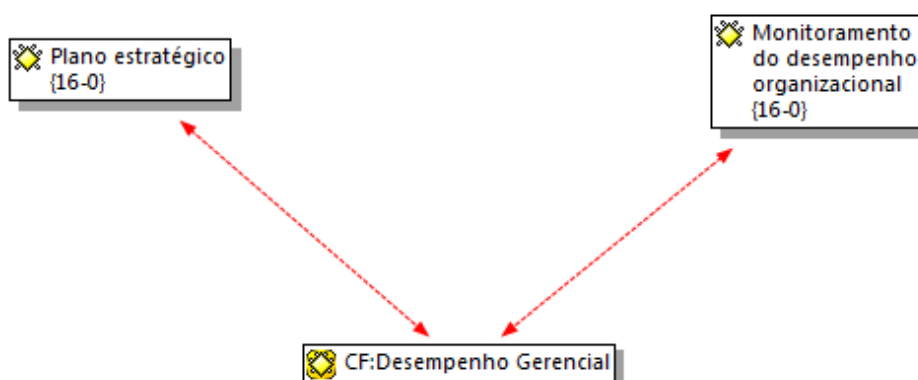 Plano estratégico
{16-0}
Monitoramento
do desempenho
organizacional
{16-0}
CF:Desempenho Gerencial